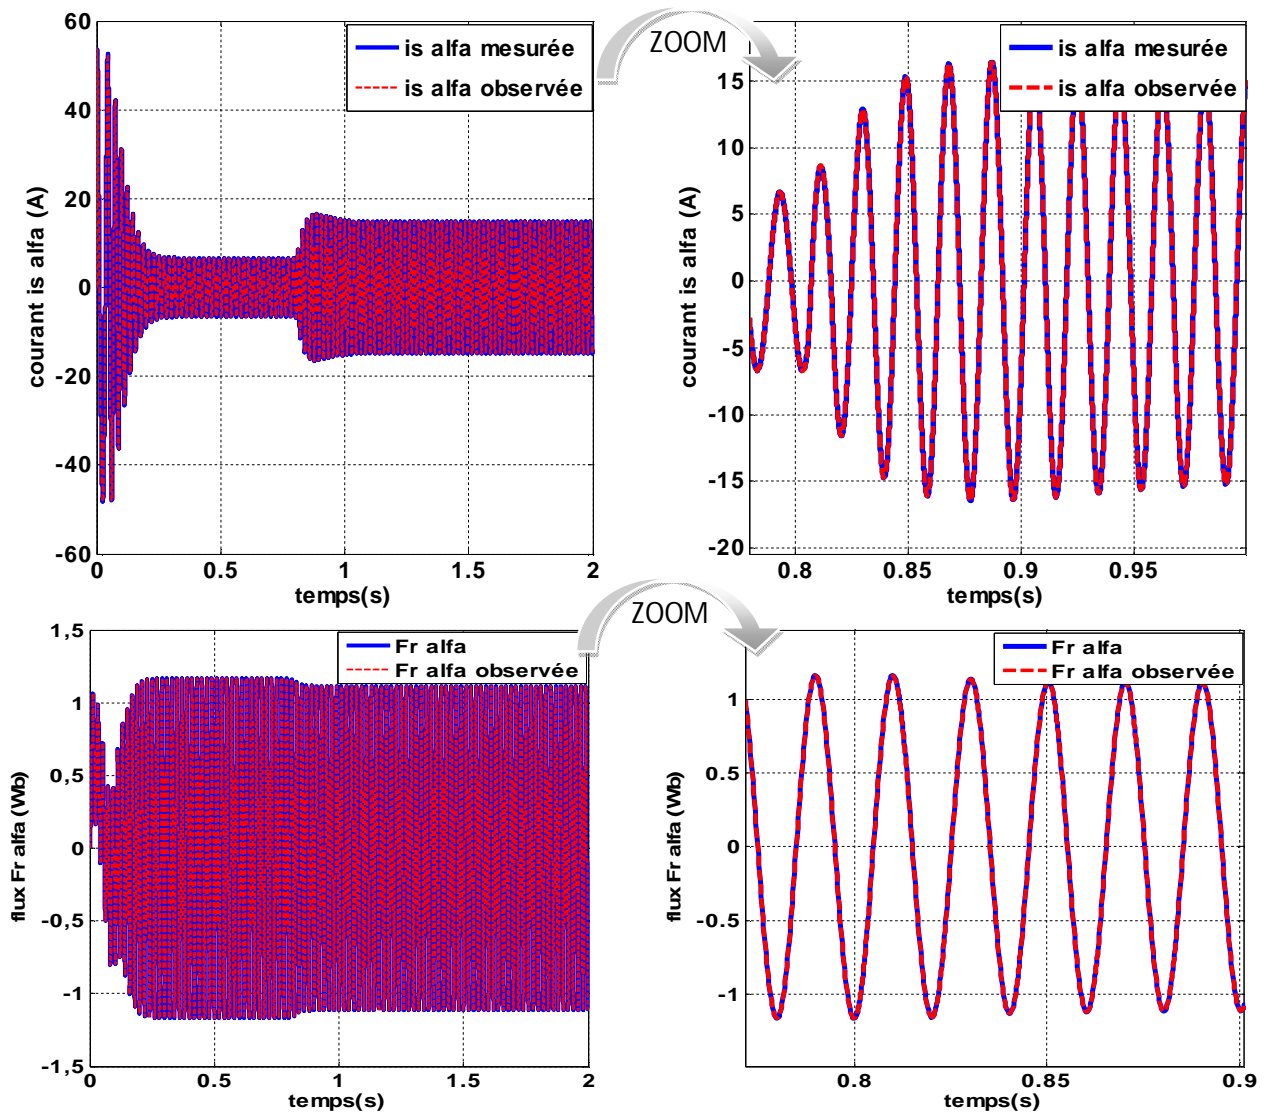 60
40
20
0
-20
-40
-60
0
0.5
1
1.5
2
courant is alfa (A)
temps(s)
is alfa mesurée
is alfa observée
ZOOM
15
10
5
0
-5
-10
-15
-20
0.8
0.85
0.9
0.95
courant is alfa (A)
temps(s)
is alfa mesurée
is alfa observée
1,5
1
0,5
0
-0,5
-1
-1,5
0
0.5
1
1.5
2
flux Fr alfa (Wb)
temps(s)
Fr alfa
Fr alfa observée
ZOOM
1
0.5
0
-0.5
-1
0.8
0.85
0.9
flux Fr alfa (Wb)
temps(s)
Fr alfa
Fr alfa observée